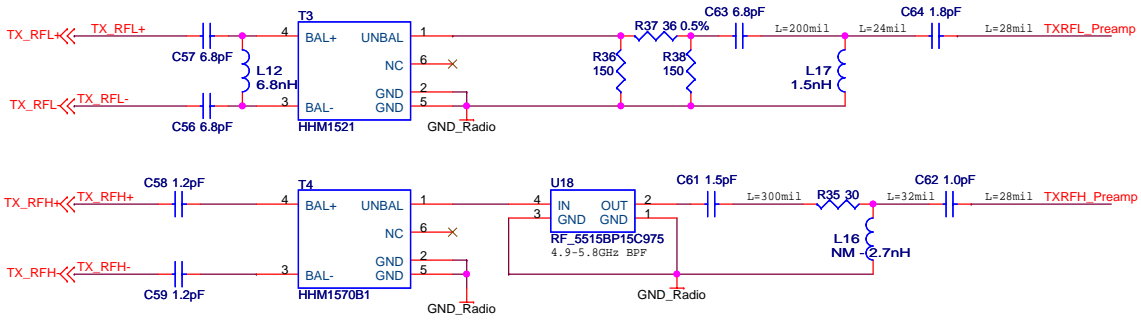 T3
TX_RFL+ TX_RFL+ 4 BAL+ UNBAL 1
C57 6.8pF
L12
6.8nH
NC 6
TX_RFL- TX_RFL- 3 BAL-
GND 2
GND 5
C56 6.8pF
HHM1521
GND_Radio
R37 36 0.5%
R36
150
R38
150
C63 6.8pF
L=200mil
L=24mil
L17
1.5nH
C64 1.8pF
L=28mil
TXRFL_Preamp
T4
C58 1.2pF
TX_RFH+ TX_RFH+ 4 BAL+ UNBAL 1
NC 6
TX_RFH- TX_RFH- 3 BAL-
GND 2
GND 5
C59 1.2pF
HHM1570B1
GND_Radio
U18
4 IN OUT 2
3 GND GND 1
RF_5515BP15C975
4.9-5.8GHz BPF
C61 1.5pF
L=300mil
R35 30
L=32mil
C62 1.0pF
L=28mil
TXRFH_Preamp
L16
NM - 2.7nH
GND_Radio